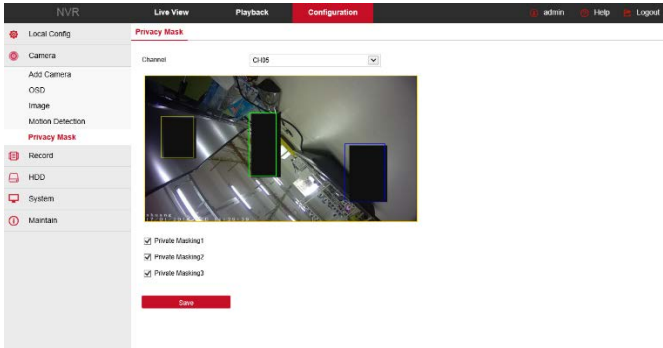 NVR Live View Playback Configuration admin Help Logout
Local Config
Camera
Add Camera
OSD
Image
Motion Detection
Privacy Mask
Record
HDD
System
Maintain
Privacy Mask
Channel CH05
Private Masking1
Private Masking2
Private Masking3
Save